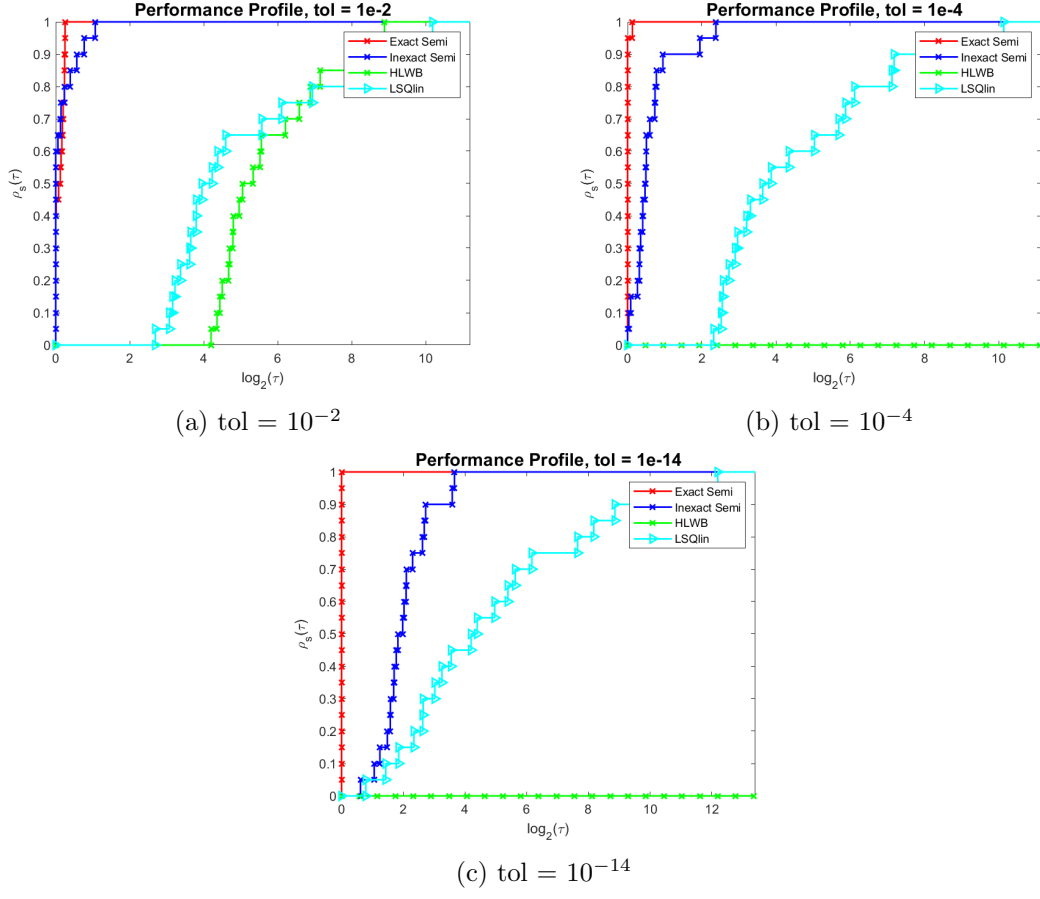 Performance Profile, tol = 1e-2
1
0.9
0.8
0.7
0.6
0.5
0.4
0.3
0.2
0.1
0
ρs(τ)
0 2 4 6 8 10
log2(τ)
Exact Semi
Inexact Semi
HLWB
LSQlin
(a) tol = 10−2
Performance Profile, tol = 1e-4
1
0.9
0.8
0.7
0.6
0.5
0.4
0.3
0.2
0.1
0
ρs(τ)
0 2 4 6 8 10
log2(τ)
Exact Semi
Inexact Semi
HLWB
LSQlin
(b) tol = 10−4
Performance Profile, tol = 1e-14
1
0.9
0.8
0.7
0.6
0.5
0.4
0.3
0.2
0.1
0
ρs(τ)
0 2 4 6 8 10 12
log2(τ)
Exact Semi
Inexact Semi
HLWB
LSQlin
(c) tol = 10−14